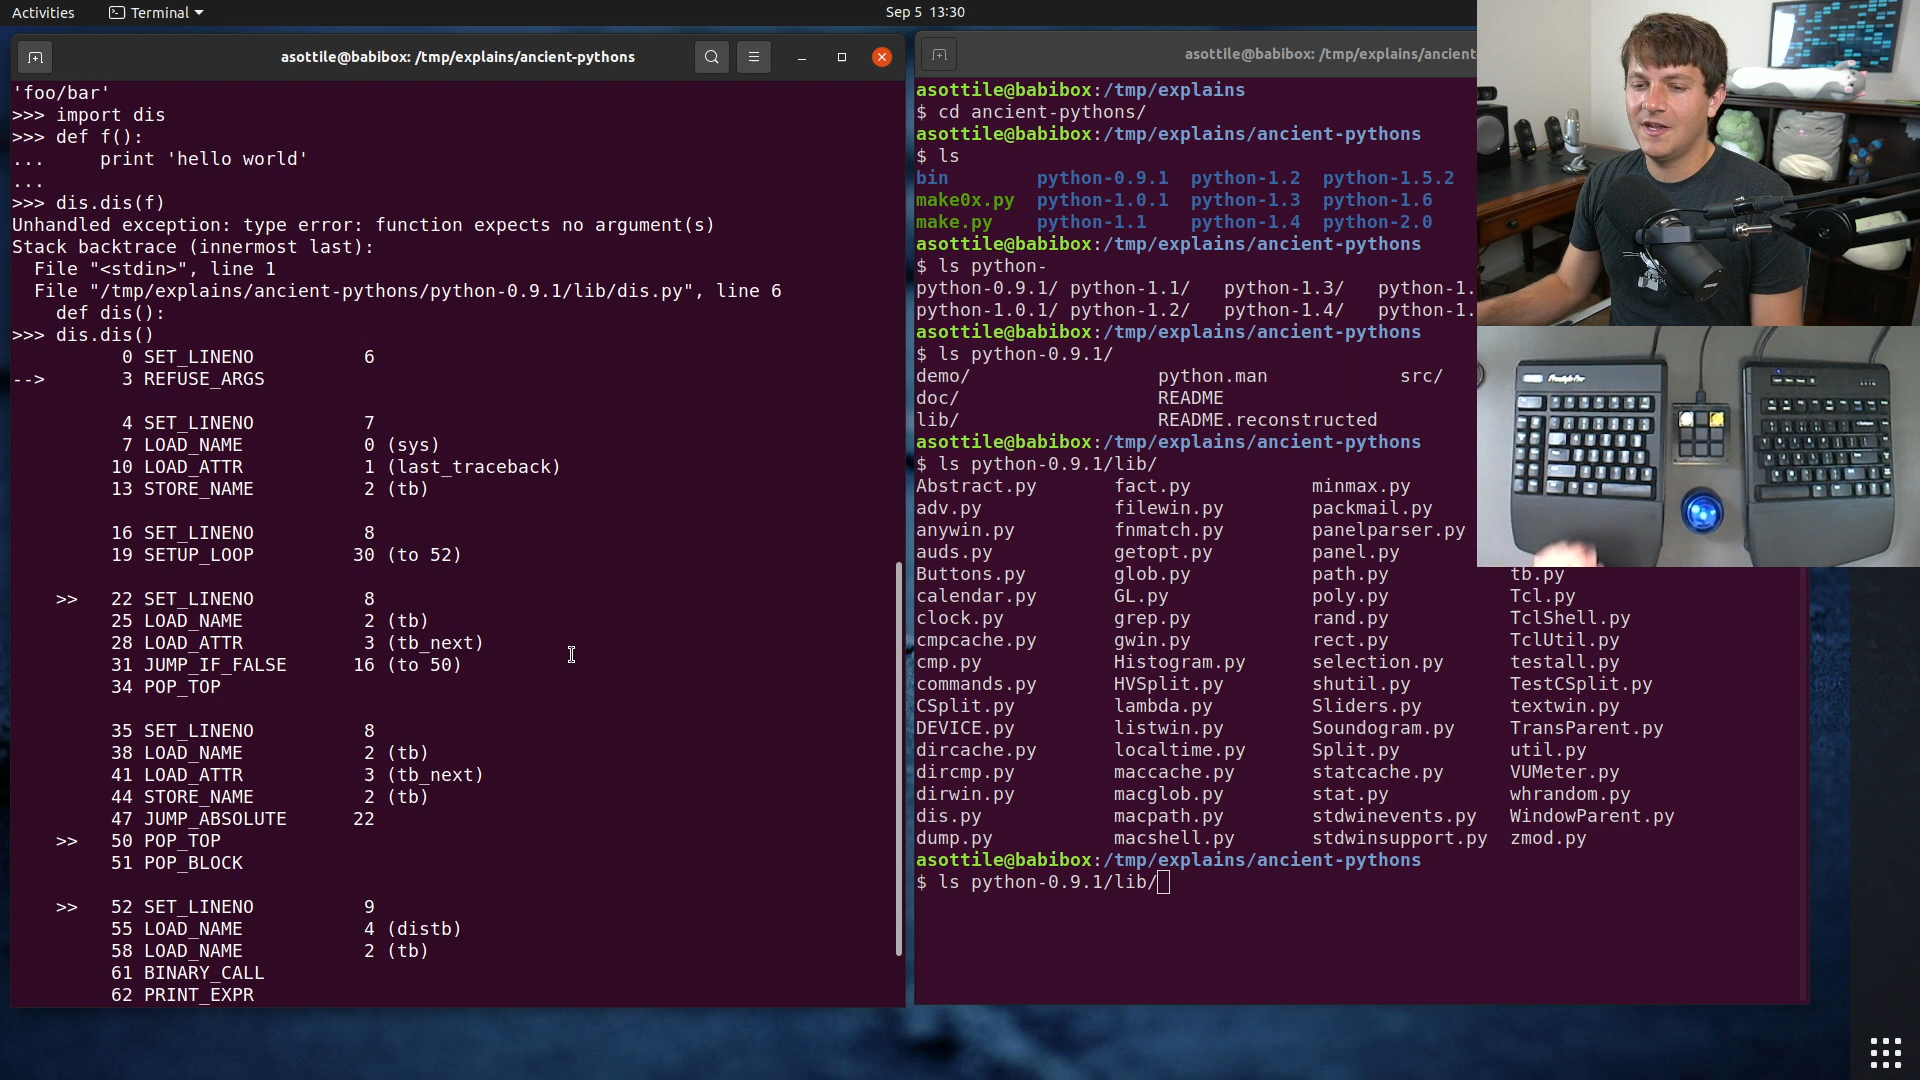 Activities
Terminal
Sep 5 13:30
asottile@babibox: /tmp/explains/ancient-pythons
'foo/bar'
>>> import dis
>>> def f():
...     print 'hello world'
...
>>> dis.dis(f)
Unhandled exception: type error: function expects no argument(s)
Stack backtrace (innermost last):
  File "<stdin>", line 1
  File "/tmp/explains/ancient-pythons/python-0.9.1/lib/dis.py", line 6
    def dis():
>>> dis.dis()
          0 SET_LINENO          6
-->       3 REFUSE_ARGS
          4 SET_LINENO          7
          7 LOAD_NAME           0 (sys)
         10 LOAD_ATTR           1 (last_traceback)
         13 STORE_NAME          2 (tb)
         16 SET_LINENO          8
         19 SETUP_LOOP         30 (to 52)
    >>   22 SET_LINENO          8
         25 LOAD_NAME           2 (tb)
         28 LOAD_ATTR           3 (tb_next)
         31 JUMP_IF_FALSE      16 (to 50)
         34 POP_TOP
         35 SET_LINENO          8
         38 LOAD_NAME           2 (tb)
         41 LOAD_ATTR           3 (tb_next)
         44 STORE_NAME          2 (tb)
         47 JUMP_ABSOLUTE      22
    >>   50 POP_TOP
         51 POP_BLOCK
    >>   52 SET_LINENO          9
         55 LOAD_NAME           4 (distb)
         58 LOAD_NAME           2 (tb)
         61 BINARY_CALL
         62 PRINT_EXPR
asottile@babibox: /tmp/explains/ancient
asottile@babibox:/tmp/explains
$ cd ancient-pythons/
asottile@babibox:/tmp/explains/ancient-pythons
$ ls
bin        python-0.9.1  python-1.2  python-1.5.2
make0x.py  python-1.0.1  python-1.3  python-1.6
make.py    python-1.1    python-1.4  python-2.0
asottile@babibox:/tmp/explains/ancient-pythons
$ ls python-
python-0.9.1/ python-1.1/   python-1.3/   python-1.
python-1.0.1/ python-1.2/   python-1.4/   python-1.
asottile@babibox:/tmp/explains/ancient-pythons
$ ls python-0.9.1/
demo/                 python.man            src/
doc/                  README
lib/                  README.reconstructed
asottile@babibox:/tmp/explains/ancient-pythons
$ ls python-0.9.1/lib/
Abstract.py       fact.py           minmax.py
adv.py            filewin.py        packmail.py
anywin.py         fnmatch.py        panelparser.py
auds.py           getopt.py         panel.py
Buttons.py        glob.py           path.py           tb.py
calendar.py       GL.py             poly.py           Tcl.py
clock.py          grep.py           rand.py           TclShell.py
cmpcache.py       gwin.py           rect.py           TclUtil.py
cmp.py            Histogram.py      selection.py      testall.py
commands.py       HVSplit.py        shutil.py         TestCSplit.py
CSplit.py         lambda.py         Sliders.py        textwin.py
DEVICE.py         listwin.py        Soundogram.py     TransParent.py
dircache.py       localtime.py      Split.py          util.py
dircmp.py         maccache.py       statcache.py      VUMeter.py
dirwin.py         macglob.py        stat.py           whrandom.py
dis.py            macpath.py        stdwinevents.py   WindowParent.py
dump.py           macshell.py       stdwinsupport.py  zmod.py
asottile@babibox:/tmp/explains/ancient-pythons
$ ls python-0.9.1/lib/